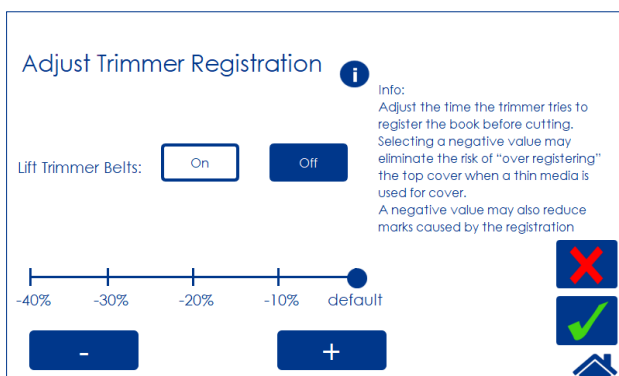 Adjust Trimmer Registration
i
Info:
Adjust the time the trimmer tries to
register the book before cutting.
Selecting a negative value may
eliminate the risk of “over registering”
the top cover when a thin media is
used for cover.
A negative value may also reduce
marks caused by the registration
Lift Trimmer Belts: On Off
-40% -30% -20% -10% default
- +